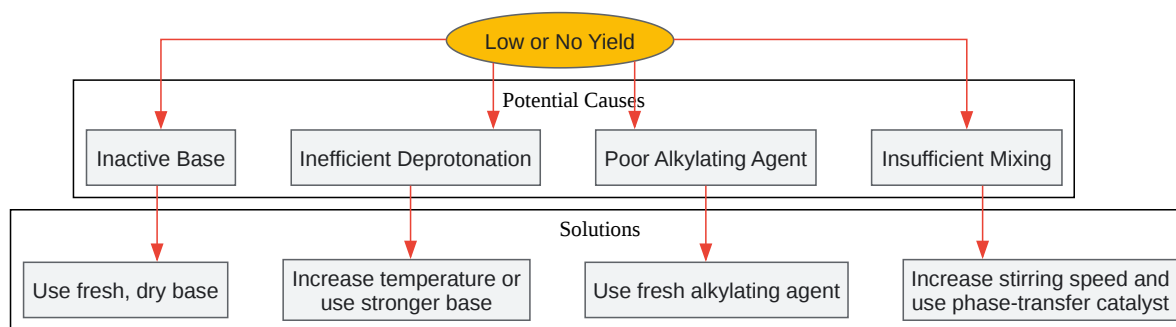 Low or No Yield
Potential Causes
Inactive Base
Inefficient Deprotonation
Poor Alkylating Agent
Insufficient Mixing
Solutions
Use fresh, dry base
Increase temperature or
use stronger base
Use fresh alkylating agent
Increase stirring speed and
use phase-transfer catalyst